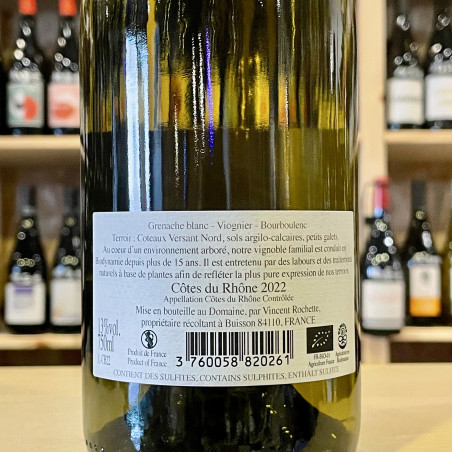 Grenache blanc – Viognier – Bourboulenc
Terroir : Coteaux Versant Nord, sols argilo-calcaires, petits galets.
Au coeur d'un environnement arboré, notre vignoble familial est conduit en
Biodynamie depuis plus de 15 ans. Il est entretenu par des labours et des traitements
naturels à base de plantes afin de refléter la plus pure expression de nos terroirs.
Côtes du Rhône 2022
Appellation Côtes du Rhône Contrôlée
Mise en bouteille au Domaine, par Vincent Rochette,
propriétaire récoltant à Buisson 84110, FRANCE
13%vol.
750ml
Produit de France
Product of France
3 760058 820261
Agriculture France
CONTIENT DES SULFITES, CONTAINS SULPHITES, ENTHÄLT SULFITE